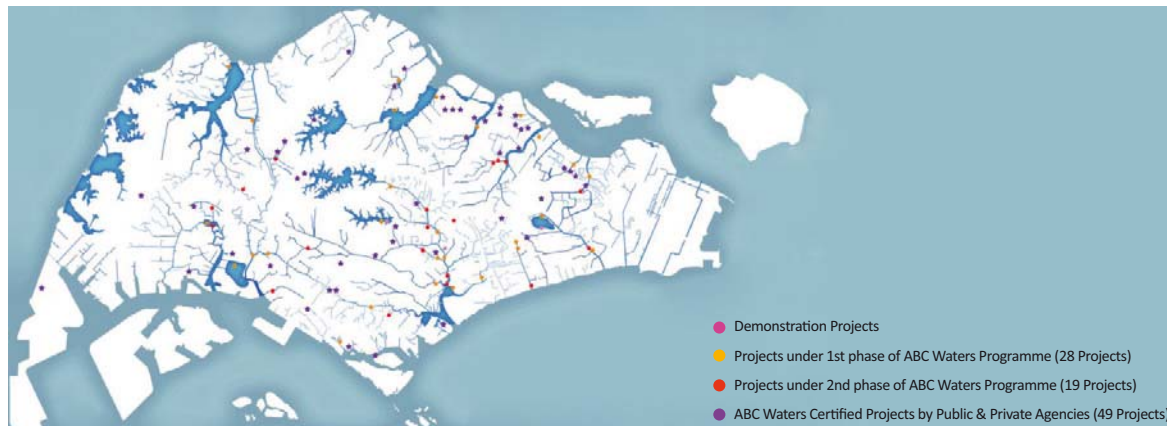 Demonstration Projects
Projects under 1st phase of ABC Waters Programme (28 Projects)
Projects under 2nd phase of ABC Waters Programme (19 Projects)
ABC Waters Certified Projects by Public & Private Agencies (49 Projects)